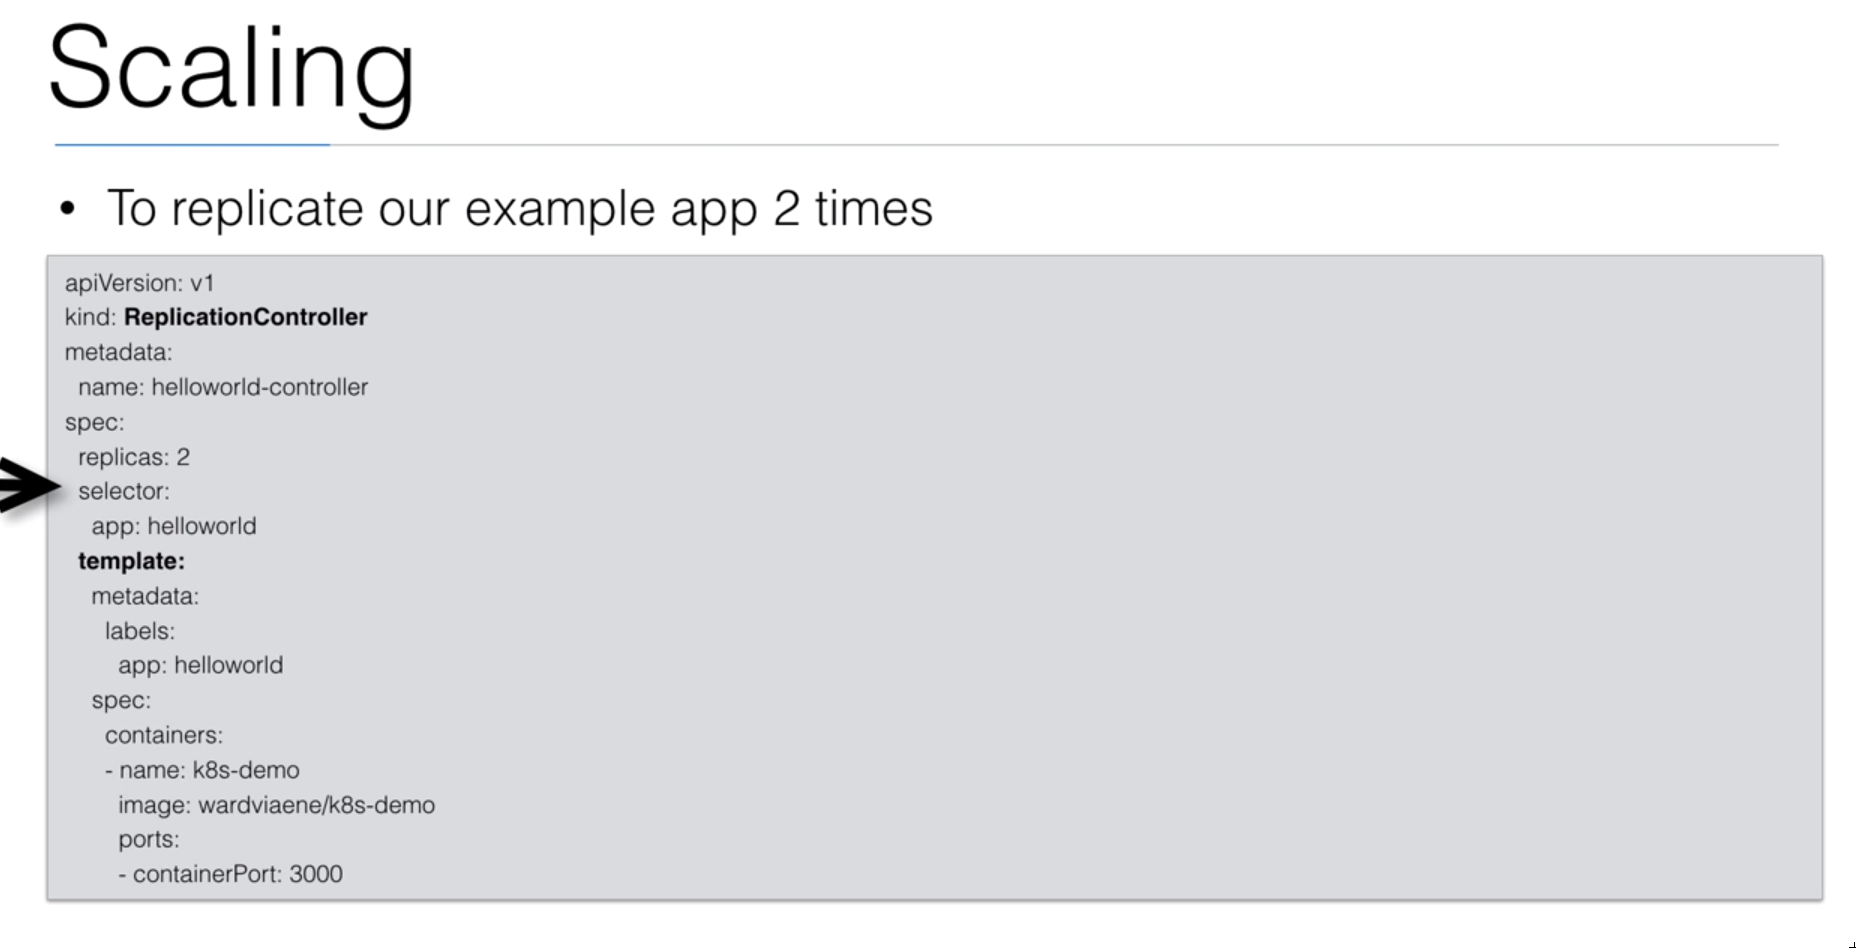 Scaling
• To replicate our example app 2 times
apiVersion: v1
kind: ReplicationController
metadata:
  name: helloworld-controller
spec:
  replicas: 2
  selector:
    app: helloworld
  template:
    metadata:
      labels:
        app: helloworld
    spec:
      containers:
      - name: k8s-demo
        image: wardviaene/k8s-demo
        ports:
        - containerPort: 3000